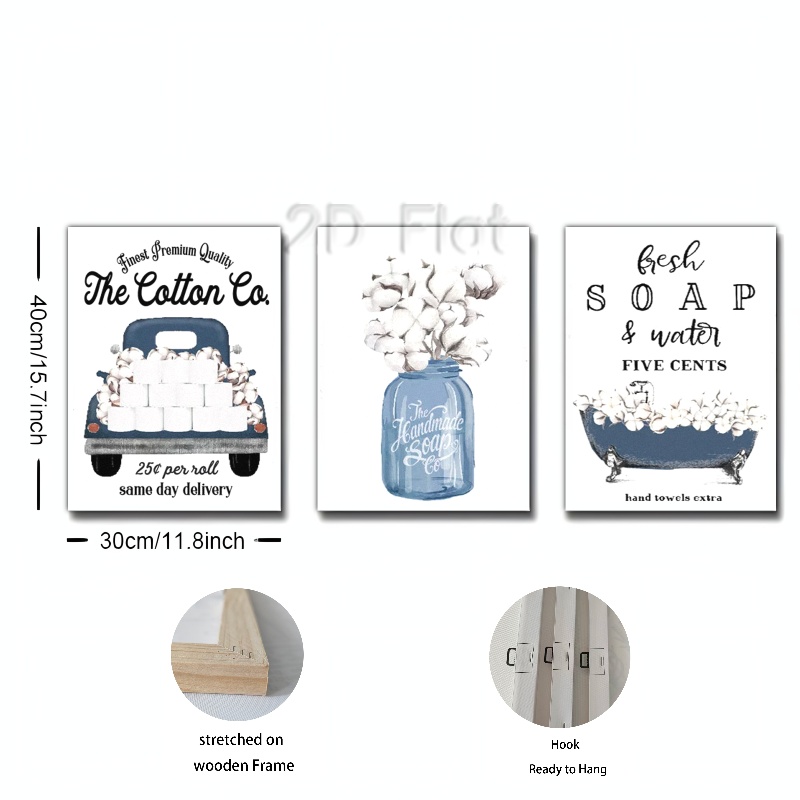 2D Flat
Finest Premium Quality
The Cotton Co.
25¢ per roll
same day delivery
The
Handmade
Soap
Co
fresh
SOAP
& water
FIVE CENTS
hand towels extra
40cm/15.7inch
30cm/11.8inch
stretched on
wooden Frame
Hook
Ready to Hang